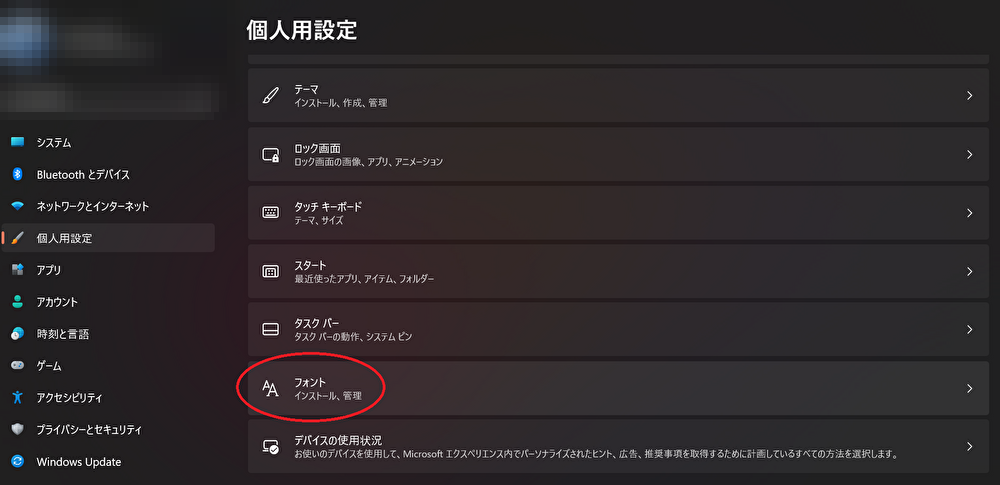 個人用設定
システム
Bluetooth とデバイス
ネットワークとインターネット
個人用設定
アプリ
アカウント
時刻と言語
ゲーム
アクセシビリティ
プライバシーとセキュリティ
Windows Update
テーマ
インストール、作成、管理
ロック画面
ロック画面の画像、アプリ、アニメーション
タッチ キーボード
テーマ、サイズ
スタート
最近使ったアプリ、アイテム、フォルダー
タスク バー
タスク バーの動作、システム ピン
フォント
インストール、管理
デバイスの使用状況
お使いのデバイスを使用して、Microsoft エクスペリエンス内でパーソナライズされたヒント、広告、推奨事項を取得するために計画しているすべての方法を選択します。